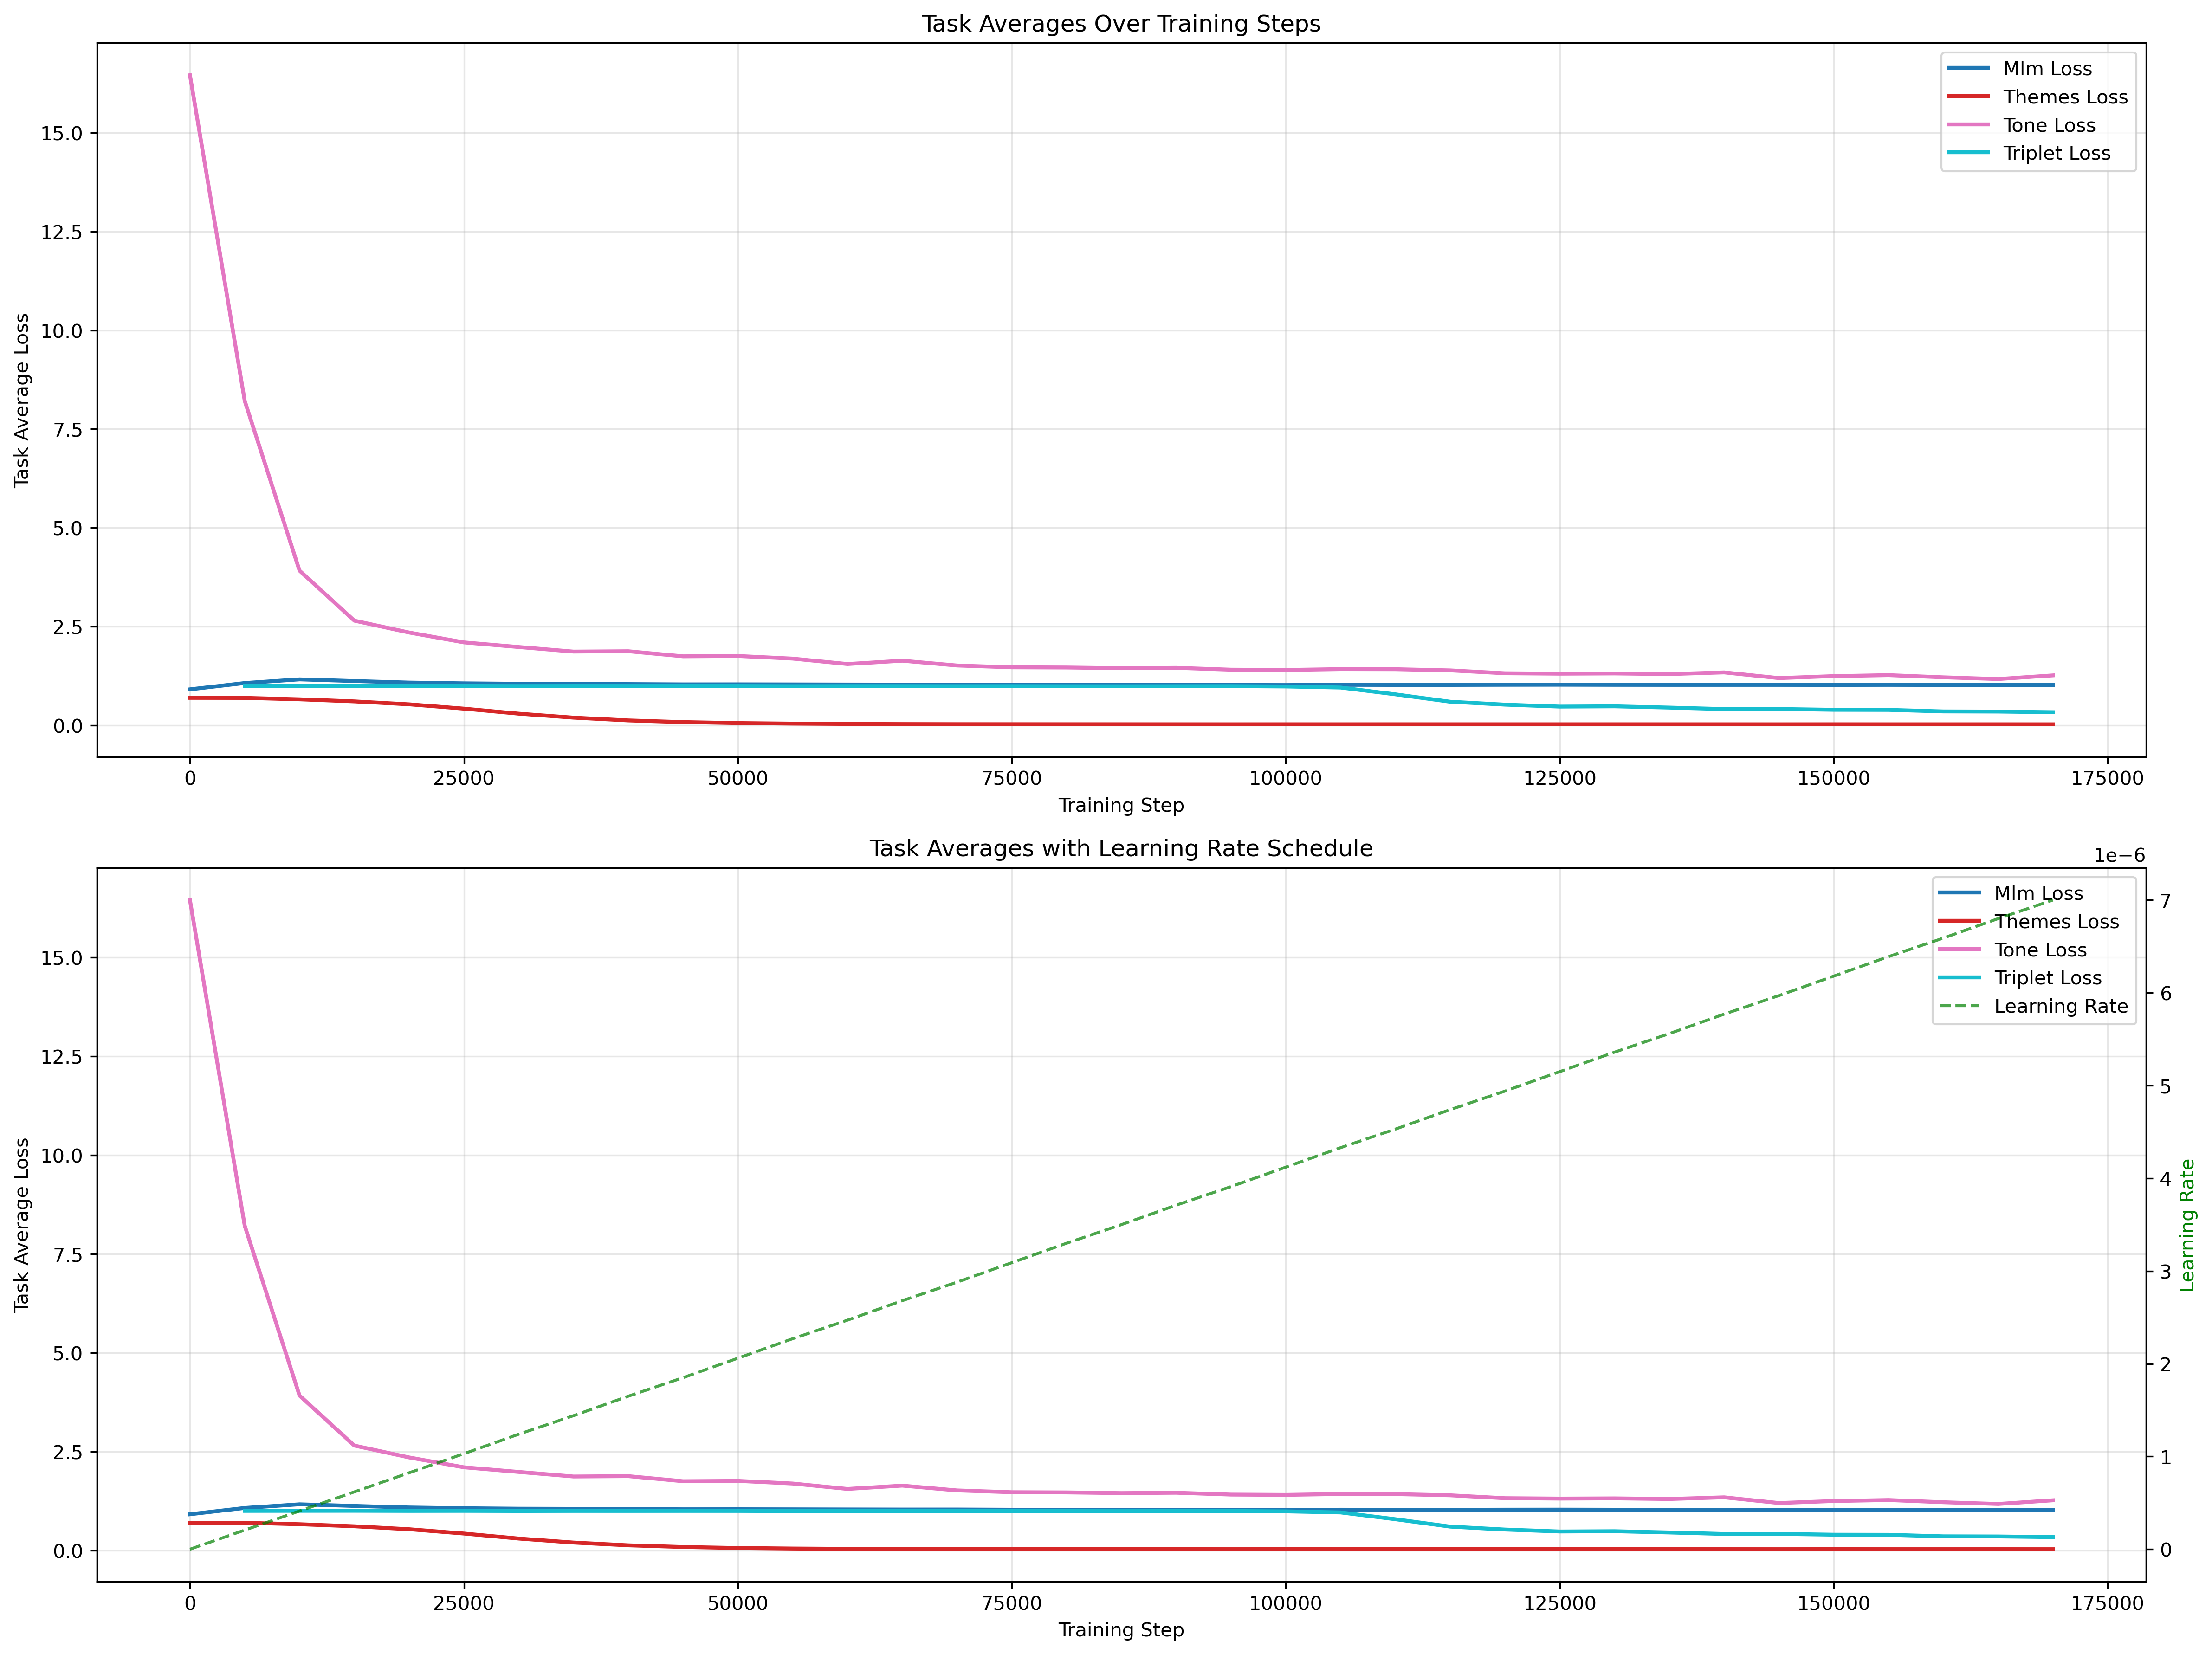 Task Averages Over Training Steps
Mlm Loss
Themes Loss
Tone Loss
Triplet Loss
15.0
12.5
10.0
7.5
5.0
2.5
0.0
Task Average Loss
0 25000 50000 75000 100000 125000 150000 175000
Training Step
Task Averages with Learning Rate Schedule
1e−6
Mlm Loss
Themes Loss
Tone Loss
Triplet Loss
Learning Rate
15.0
12.5
10.0
7.5
5.0
2.5
0.0
Task Average Loss
7
6
5
4
3
2
1
0
Learning Rate
0 25000 50000 75000 100000 125000 150000 175000
Training Step